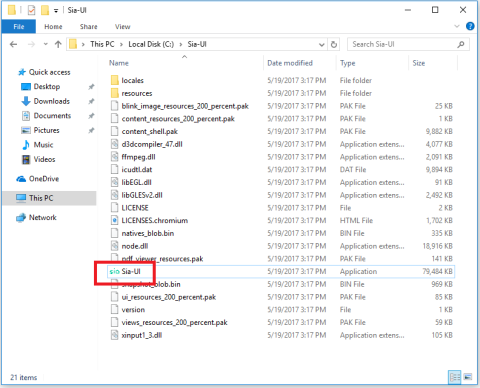 Sia-UI
File Home Share View
This PC Local Disk (C:) Sia-UI Search Sia-UI
Name Date modified Type Size
Quick access
Desktop
Downloads
Documents
Pictures
Music
Videos
OneDrive
This PC
Network
locales 5/19/2017 3:17 PM File folder
resources 5/19/2017 3:17 PM File folder
blink_image_resources_200_percent.pak 5/19/2017 3:17 PM PAK File 25 KB
content_resources_200_percent.pak 5/19/2017 3:17 PM PAK File 1 KB
content_shell.pak 5/19/2017 3:17 PM PAK File 9,882 KB
d3dcompiler_47.dll 5/19/2017 3:17 PM Application extens... 4,077 KB
ffmpeg.dll 5/19/2017 3:17 PM Application extens... 2,091 KB
icudtl.dat 5/19/2017 3:17 PM DAT File 9,894 KB
libEGL.dll 5/19/2017 3:17 PM Application extens... 91 KB
libGLESv2.dll 5/19/2017 3:17 PM Application extens... 2,492 KB
LICENSE 5/19/2017 3:17 PM File 2 KB
LICENSES.chromium 5/19/2017 3:17 PM HTML File 1,702 KB
natives_blob.bin 5/19/2017 3:17 PM BIN File 335 KB
node.dll 5/19/2017 3:17 PM Application extens... 18,916 KB
pdf_viewer_resources.pak 5/19/2017 3:17 PM PAK File 141 KB
sia Sia-UI 5/19/2017 3:17 PM Application 79,484 KB
snapshot_blob.bin 5/19/2017 3:17 PM BIN File 969 KB
ui_resources_200_percent.pak 5/19/2017 3:17 PM PAK File 85 KB
version 5/19/2017 3:17 PM File 1 KB
views_resources_200_percent.pak 5/19/2017 3:17 PM PAK File 59 KB
xinput1_3.dll 5/19/2017 3:17 PM Application extens... 105 KB
21 items